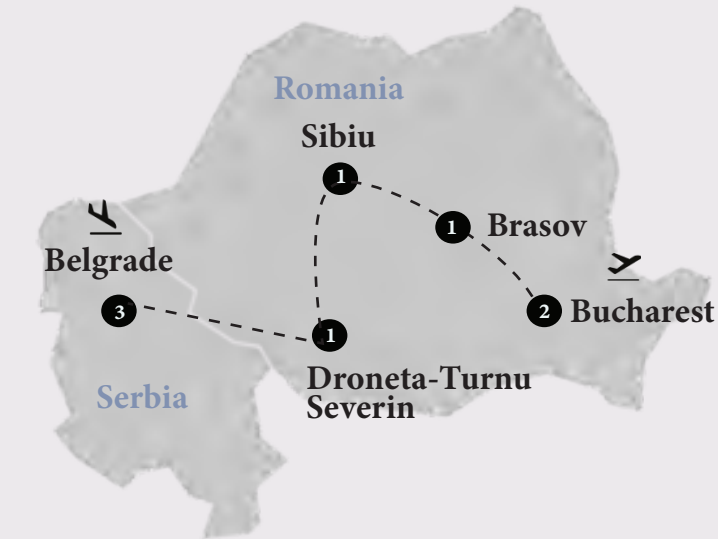 Romania
Sibiu
1
1
Brasov
Belgrade
3
2
Bucharest
1
Droneta-Turnu
Severin
Serbia